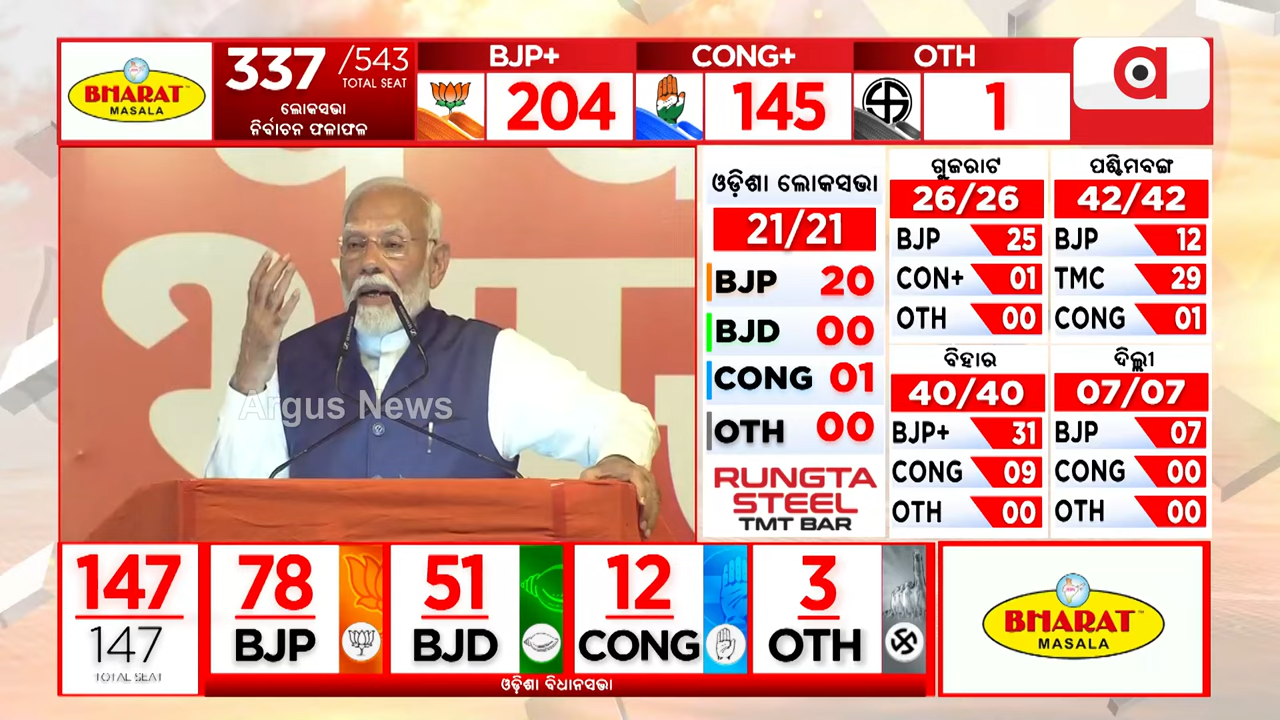 BHARAT™
MASALA
337 /543
TOTAL SEAT
ଲୋକସଭା
ନିର୍ବାଚନ ଫଳାଫଳ
BJP+
204
CONG+
145
OTH
1
a
Argus News
ଓଡ଼ିଶା ଲୋକସଭା
21/21
BJP 20
BJD 00
CONG 01
OTH 00
RUNGTA
STEEL
TMT BAR
ଗୁଜରାଟ
26/26
BJP 25
CON+ 01
OTH 00
ପଶ୍ଚିମବଙ୍ଗ
42/42
BJP 12
TMC 29
CONG 01
ବିହାର
40/40
BJP+ 31
CONG 09
OTH 00
ଦିଲ୍ଲୀ
07/07
BJP 07
CONG 00
OTH 00
147
147
TOTAL SEAT
78
BJP
51
BJD
12
CONG
3
OTH
ଓଡ଼ିଶା ବିଧାନସଭା
BHARAT™
MASALA